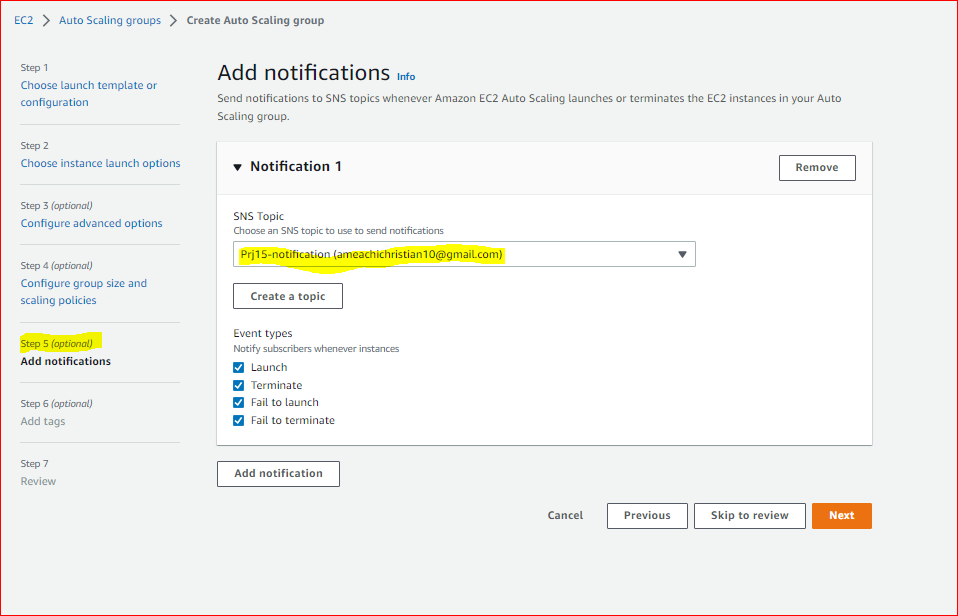 EC2 > Auto Scaling groups > Create Auto Scaling group
Step 1
Choose launch template or
configuration
Step 2
Choose instance launch options
Step 3 (optional)
Configure advanced options
Step 4 (optional)
Configure group size and
scaling policies
Step 5 (optional)
Add notifications
Step 6 (optional)
Add tags
Step 7
Review
Add notifications Info
Send notifications to SNS topics whenever Amazon EC2 Auto Scaling launches or terminates the EC2 instances in your Auto
Scaling group.
Notification 1
Remove
SNS Topic
Choose an SNS topic to use to send notifications
Prj15-notification (ameachichristian10@gmail.com)
Create a topic
Event types
Notify subscribers whenever instances
Launch
Terminate
Fail to launch
Fail to terminate
Add notification
Cancel
Previous
Skip to review
Next